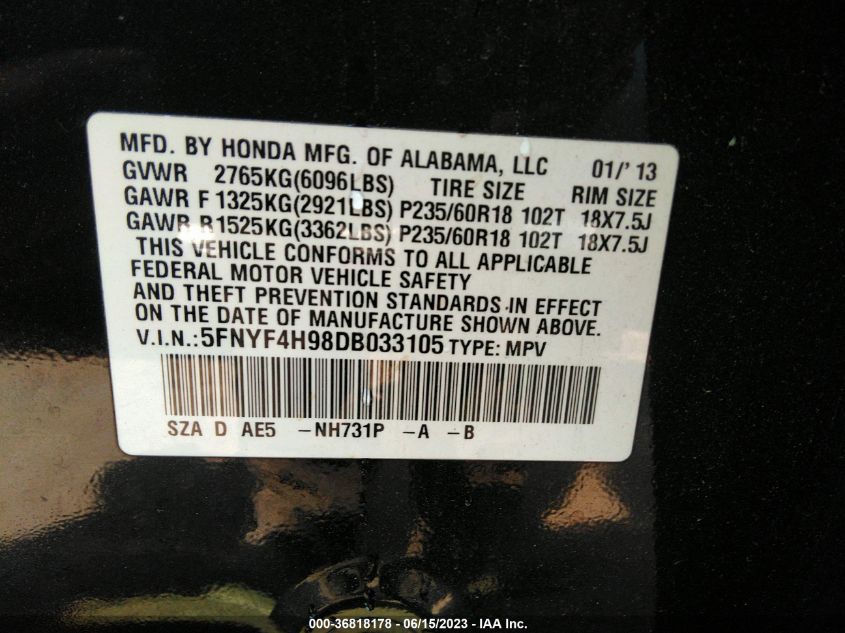 MFD. BY HONDA MFG. OF ALABAMA, LLC 01/'13
GVWR 2765KG(6096LBS) TIRE SIZE RIM SIZE
GAWR F 1325KG(2921LBS) P235/60R18 102T 18X7.5J
GAWR R1525KG(3362LBS) P235/60R18 102T 18X7.5J
THIS VEHICLE CONFORMS TO ALL APPLICABLE
FEDERAL MOTOR VEHICLE SAFETY
AND THEFT PREVENTION STANDARDS IN EFFECT
ON THE DATE OF MANUFACTURE SHOWN ABOVE.
V.I.N.:5FNYF4H98DB033105 TYPE: MPV
SZA D AE5 -NH731P -A -B
000-36818178 - 06/15/2023 - IAA Inc.